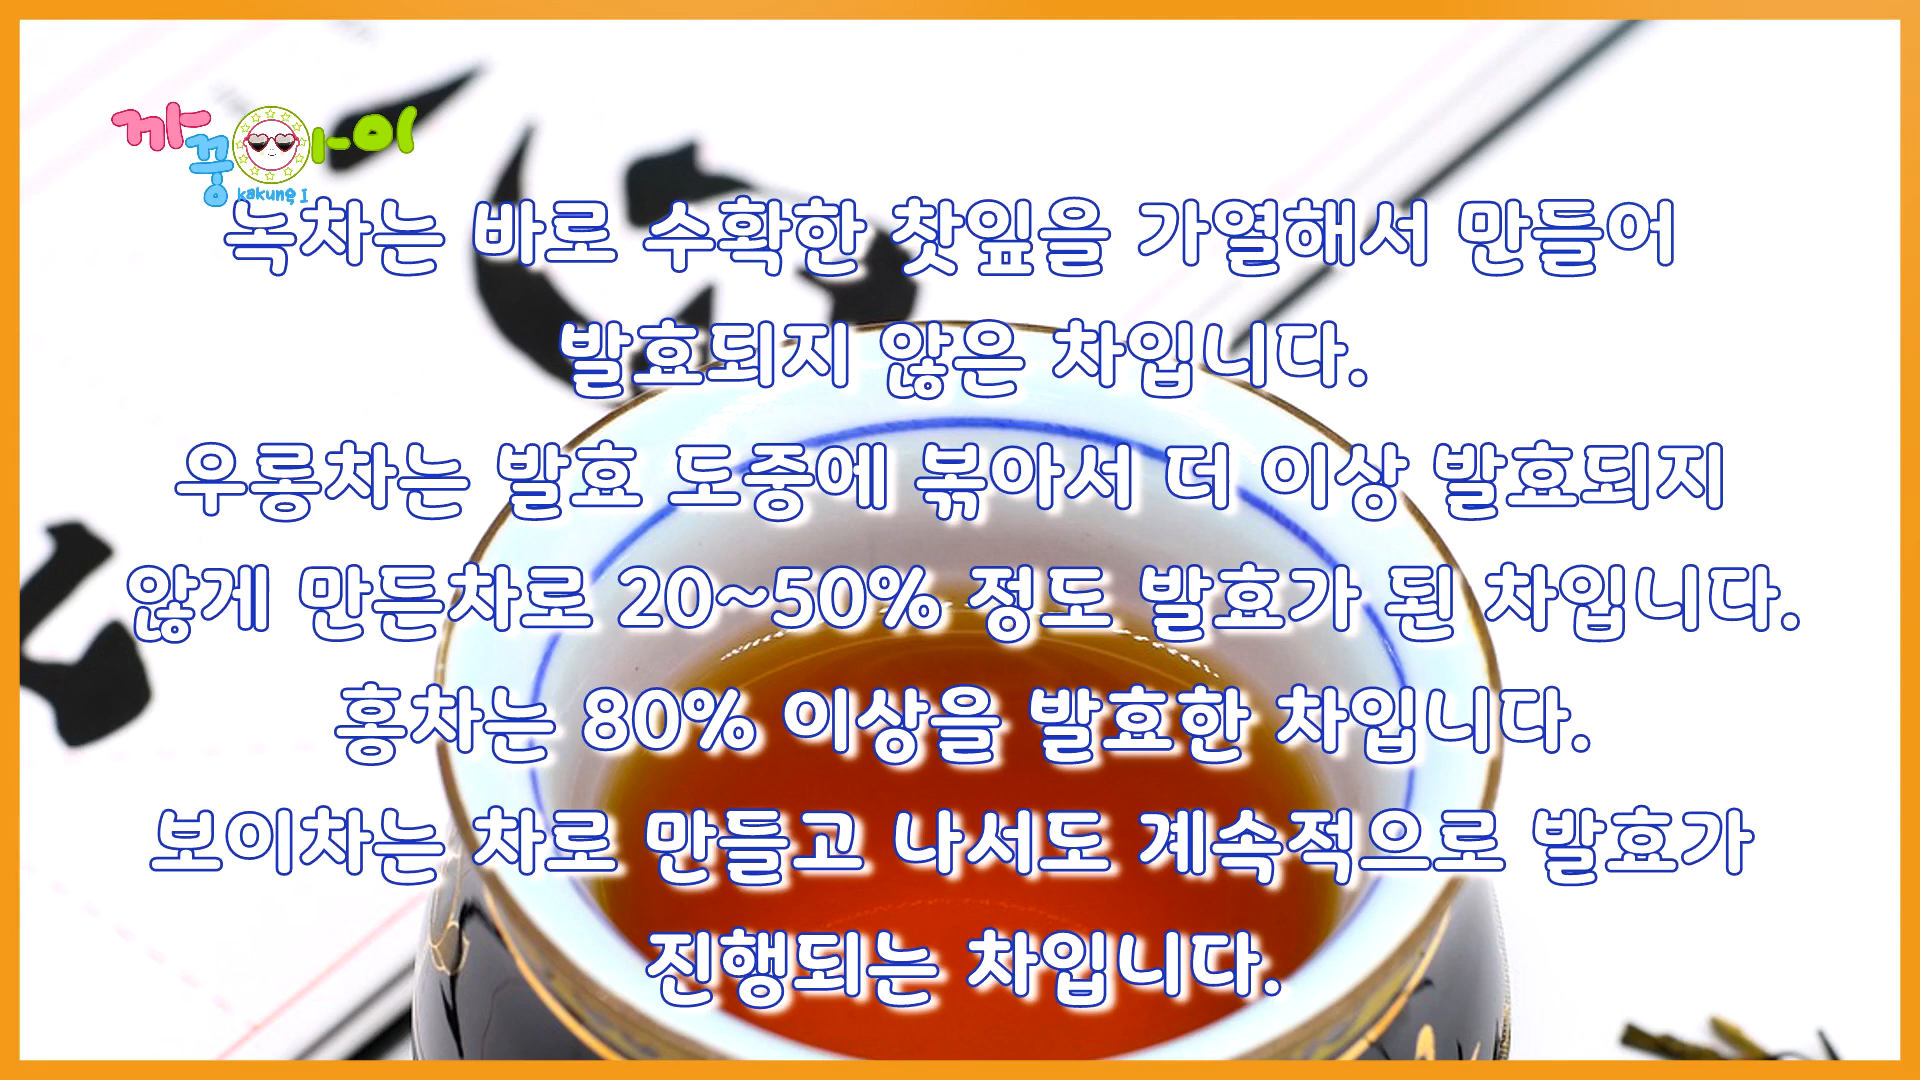 까꿍아이
kakung I
녹차는 바로 수확한 찻잎을 가열해서 만들어
발효되지 않은 차입니다.
우롱차는 발효 도중에 볶아서 더 이상 발효되지
않게 만든차로 20~50% 정도 발효가 된 차입니다.
홍차는 80% 이상을 발효한 차입니다.
보이차는 차로 만들고 나서도 계속적으로 발효가
진행되는 차입니다.